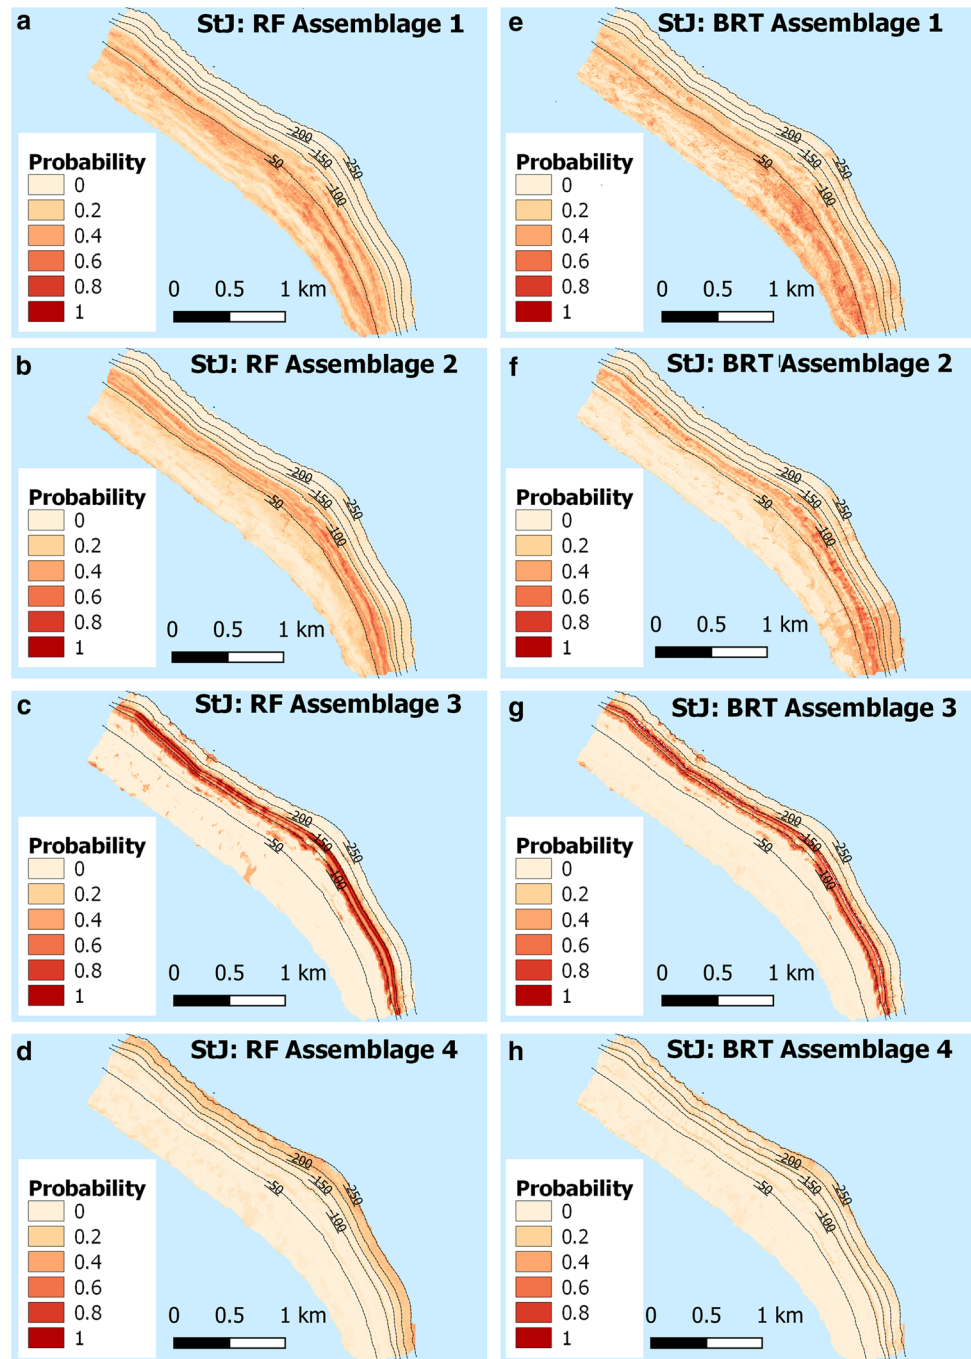 a
StJ: RF Assemblage 1
-200
-150
-250
-50
-100
Probability
0
0.2
0.4
0.6
0.8
1
0 0.5 1 km
e
StJ: BRT Assemblage 1
-200
-150
-250
-50
-100
Probability
0
0.2
0.4
0.6
0.8
1
0 0.5 1 km
b
StJ: RF Assemblage 2
-200
-150
-250
-50
-100
Probability
0
0.2
0.4
0.6
0.8
1
0 0.5 1 km
f
StJ: BRT Assemblage 2
-200
-150
-250
-50
-100
Probability
0
0.2
0.4
0.6
0.8
1
0 0.5 1 km
c
StJ: RF Assemblage 3
-200
-150
-250
-50
-100
Probability
0
0.2
0.4
0.6
0.8
1
0 0.5 1 km
g
StJ: BRT Assemblage 3
-200
-150
-250
-50
-100
Probability
0
0.2
0.4
0.6
0.8
1
0 0.5 1 km
d
StJ: RF Assemblage 4
-200
-150
-250
-50
-100
Probability
0
0.2
0.4
0.6
0.8
1
0 0.5 1 km
h
StJ: BRT Assemblage 4
-200
-150
-250
-50
-100
Probability
0
0.2
0.4
0.6
0.8
1
0 0.5 1 km